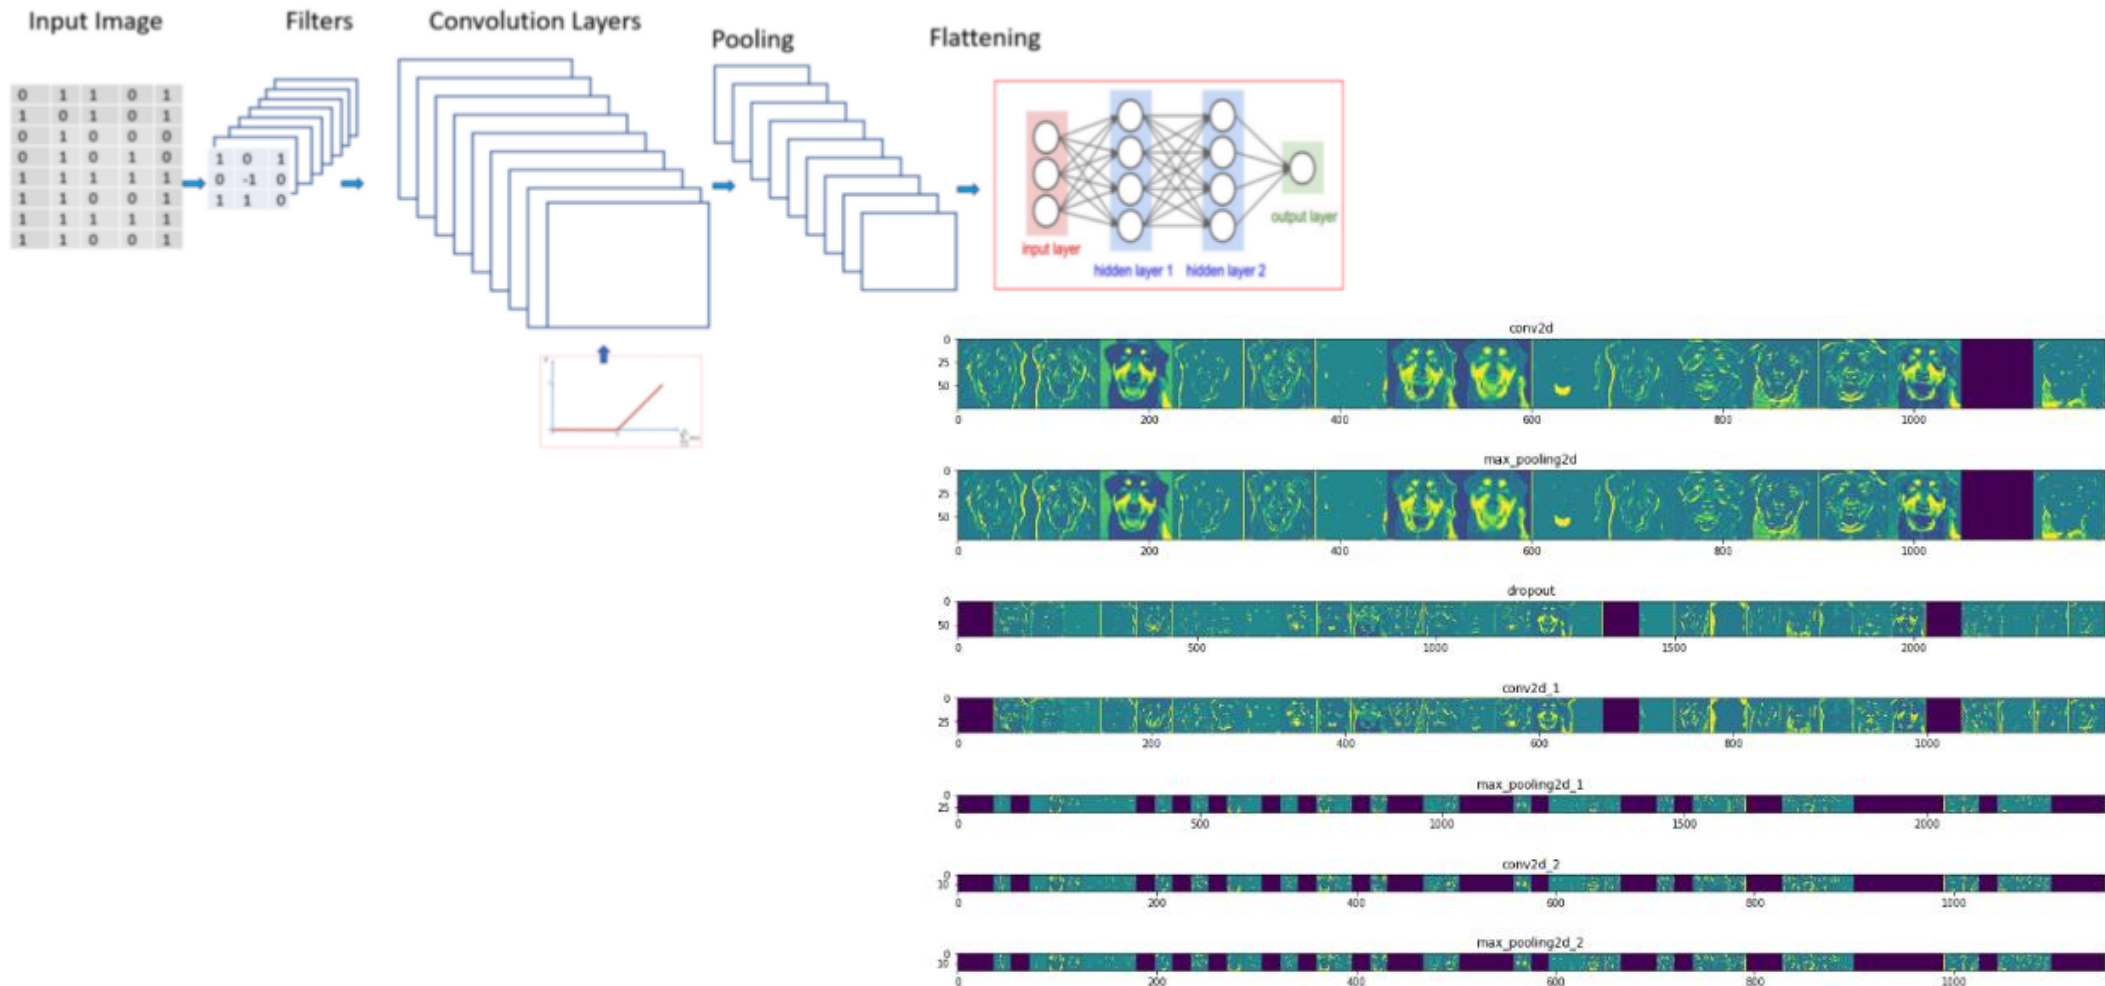 Input Image
Filters
Convolution Layers
Pooling
Flattening
0 1 1 0 1
1 0 1 0 1
0 1 0 0 0
0 1 0 1 0
1 1 1 1 1
1 1 0 0 1
1 1 1 1 1
1 1 0 0 1
1 0 1
0 -1 0
1 1 0
input layer
hidden layer 1
hidden layer 2
output layer
conv2d
0
25
50
0 200 400 600 800 1000
max_pooling2d
0
25
50
0 200 400 600 800 1000
dropout
0
50
0 500 1000 1500 2000
conv2d_1
0
25
0 200 400 600 800 1000
max_pooling2d_1
0
25
0 500 1000 1500 2000
conv2d_2
0
10
0 200 400 600 800 1000
max_pooling2d_2
0
10
0 200 400 600 800 1000